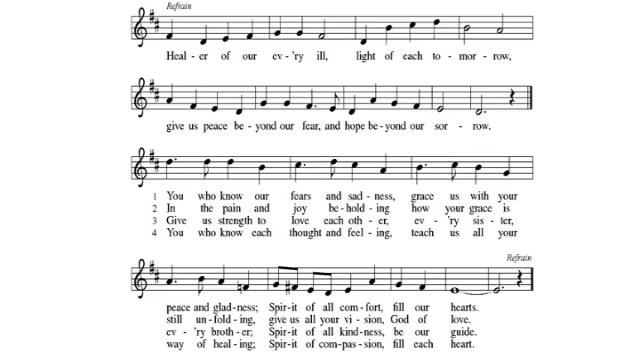 Refrain
Heal - er of our ev - 'ry ill, light of each to - mor - row,
give us peace be - yond our fear, and hope be - yond our sor - row.
1 You who know our fears and sad - ness, grace us with your
2 In the pain and joy be - hold - ing how your grace is
3 Give us strength to love each oth - er, ev - 'ry sis - ter,
4 You who know each thought and feel - ing, teach us all your
Refrain
peace and glad - ness; Spir - it of all com - fort, fill our hearts.
still un - fold - ing, give us all your vi - sion, God of love.
ev - 'ry broth - er; Spir - it of all kind - ness, be our guide.
way of heal - ing; Spir - it of com - pas - sion, fill each heart.